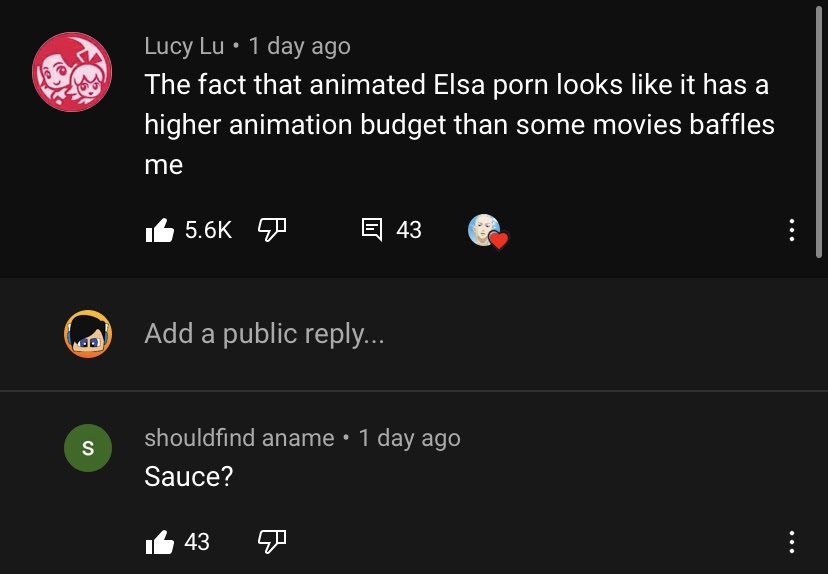 Lucy Lu • 1 day ago
The fact that animated Elsa porn looks like it has a
higher animation budget than some movies baffles
me
5.6K 43
Add a public reply...
S shouldfind aname • 1 day ago
Sauce?
43